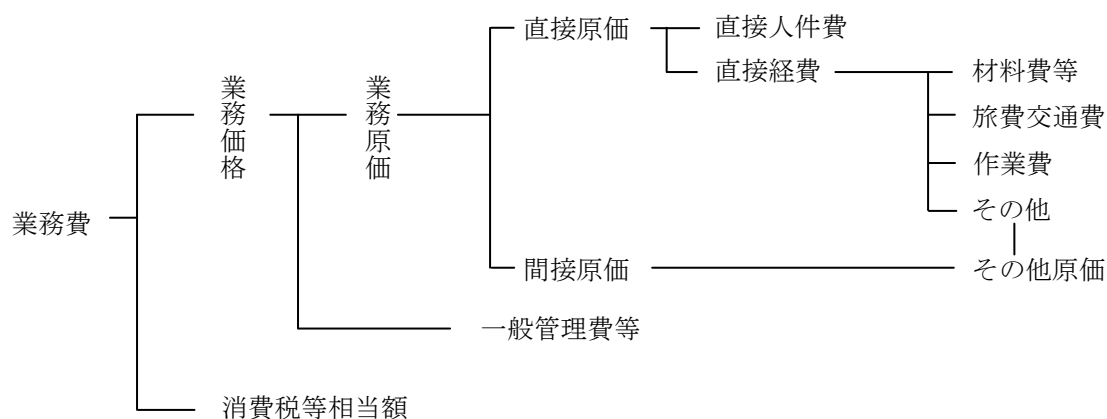 直接原価
直接人件費
直接経費
材料費等
業務価格
業務原価
旅費交通費
作業費
その他
業務費
間接原価
その他原価
一般管理費等
消費税等相当額